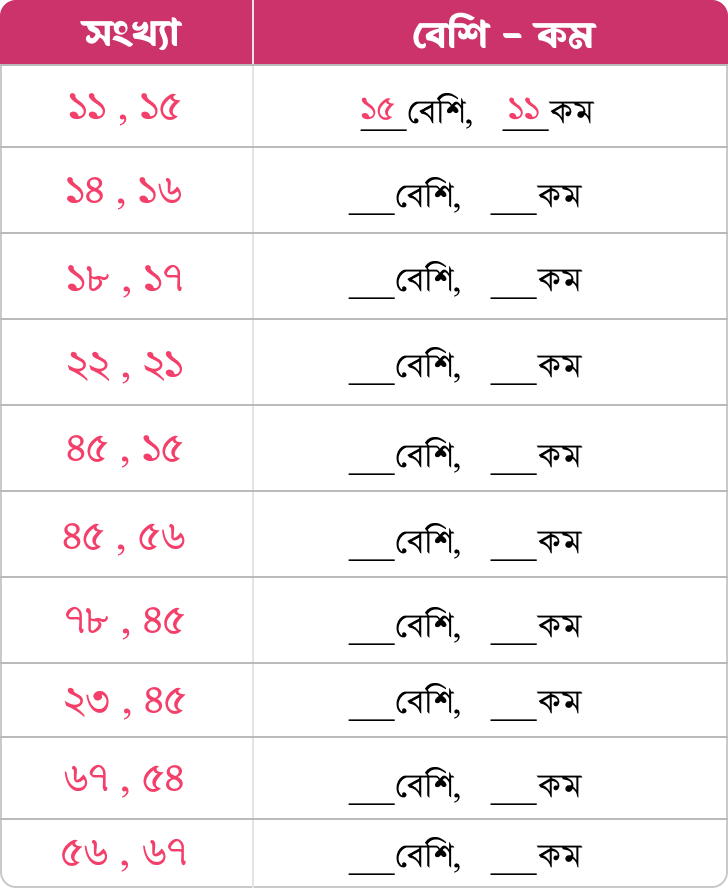 সংখ্যা বেশি – কম
১১ , ১৫ ১৫ বেশি, ১১ কম
১৪ , ১৬ ___বেশি, ___কম
১৮ , ১৭ ___বেশি, ___কম
২২ , ২১ ___বেশি, ___কম
৪৫ , ১৫ ___বেশি, ___কম
৪৫ , ৫৬ ___বেশি, ___কম
৭৮ , ৪৫ ___বেশি, ___কম
২৩ , ৪৫ ___বেশি, ___কম
৬৭ , ৫৪ ___বেশি, ___কম
৫৬ , ৬৭ ___বেশি, ___কম